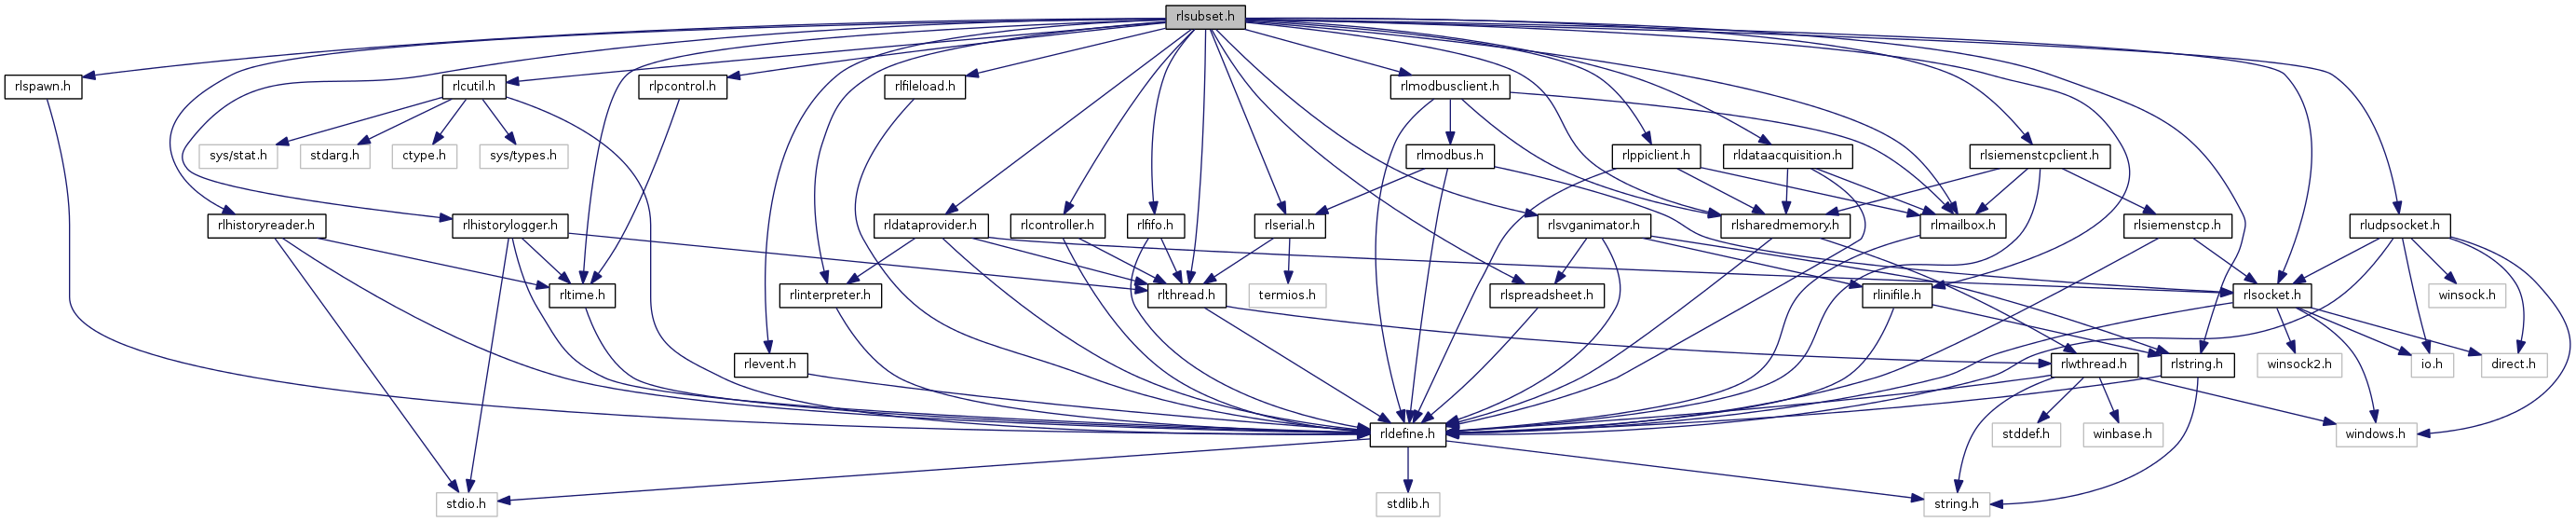 rlsubset.h
rlspawn.h
rlcutil.h
rlpcontrol.h
rlfileload.h
rlmodbusclient.h
sys/stat.h
stdarg.h
ctype.h
sys/types.h
rlmodbus.h
rlppiclient.h
rldataacquisition.h
rlsiemenstcpclient.h
rlhistoryreader.h
rlhistorylogger.h
rldataprovider.h
rlcontroller.h
rlfifo.h
rlserial.h
rlsvganimator.h
rlsharedmemory.h
rlmailbox.h
rlsiemenstcp.h
rludpsocket.h
rltime.h
rlinterpreter.h
rlthread.h
termios.h
rlspreadsheet.h
rlinifile.h
rlsocket.h
winsock.h
rlevent.h
rlwthread.h
rlstring.h
winsock2.h
io.h
direct.h
rldefine.h
stddef.h
winbase.h
windows.h
stdio.h
stdlib.h
string.h